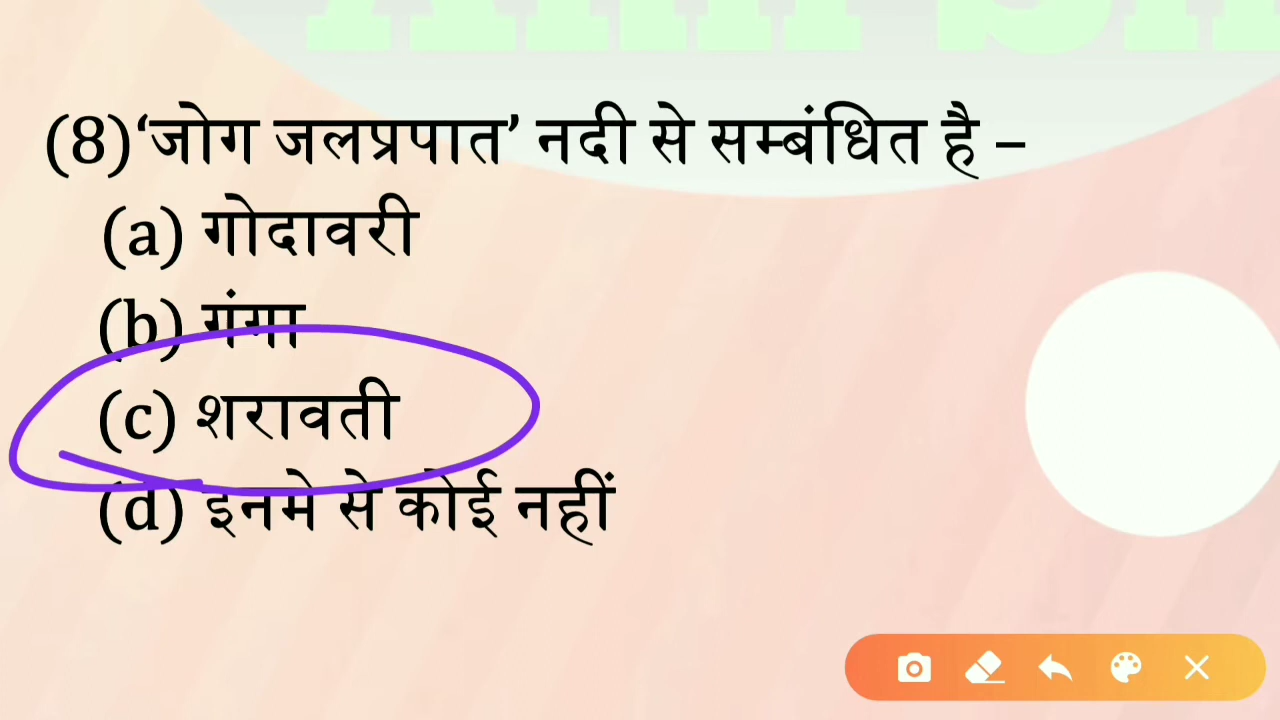 (8)‘जोग जलप्रपात’ नदी से सम्बंधित है –
(a) गोदावरी
(b) गंगा
(c) शरावती
(d) इनमे से कोई नहीं